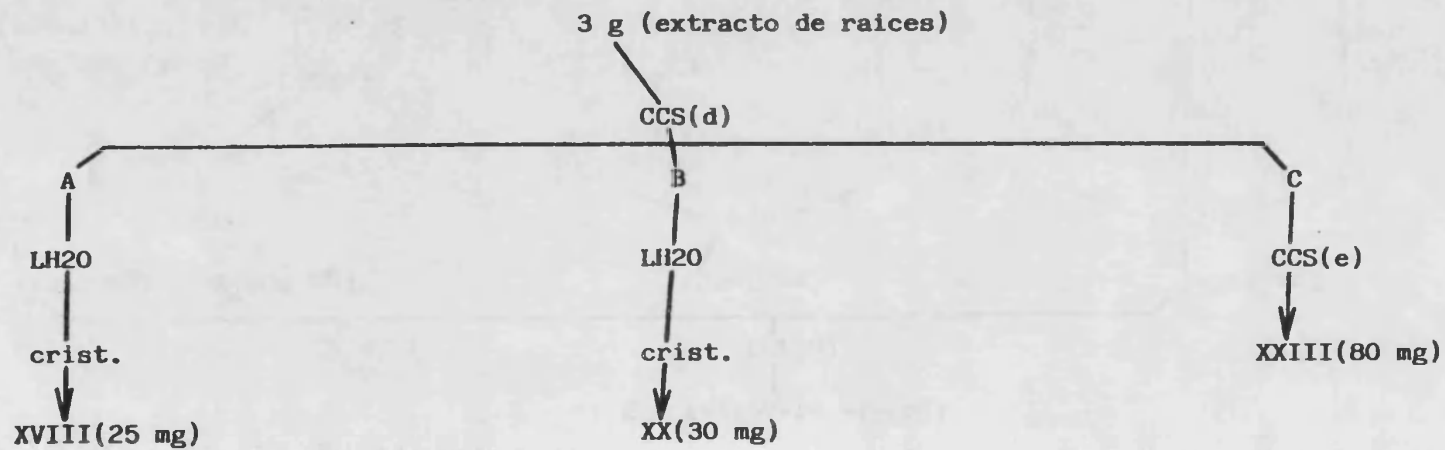 3 g (extracto de raices)
CCS(d)
A B C
LH20 LH20 CCS(e)
crist. crist. XXIII(80 mg)
XVIII(25 mg) XX(30 mg)